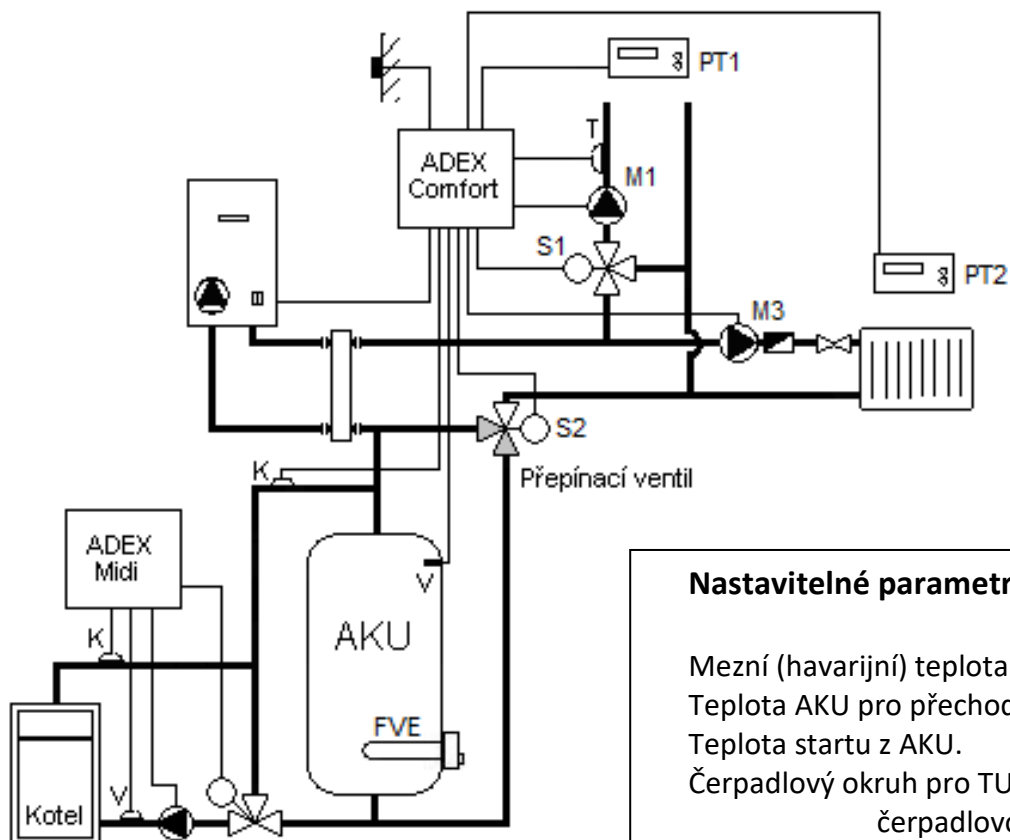 PT1
T
ADEX
Comfort
M1
S1
PT2
M3
S2
K
Přepínací ventil
ADEX
Midi
V
AKU
K
FVE
V
Kotel
Nastavitelné parametr
Mezní (havarijní) teplota
Teplota AKU pro přechod
Teplota startu z AKU.
Čerpadlový okruh pro TU
čerpadlovo